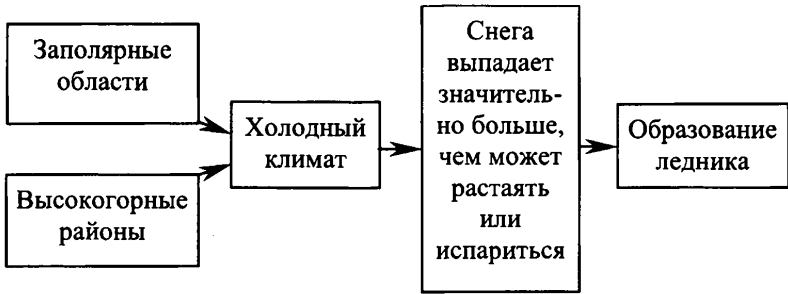 Заполярные
области
Высокогорные
районы
Холодный
климат
Снега
выпадает
значитель-
но больше,
чем может
растаять
или
испариться
Образование
ледника